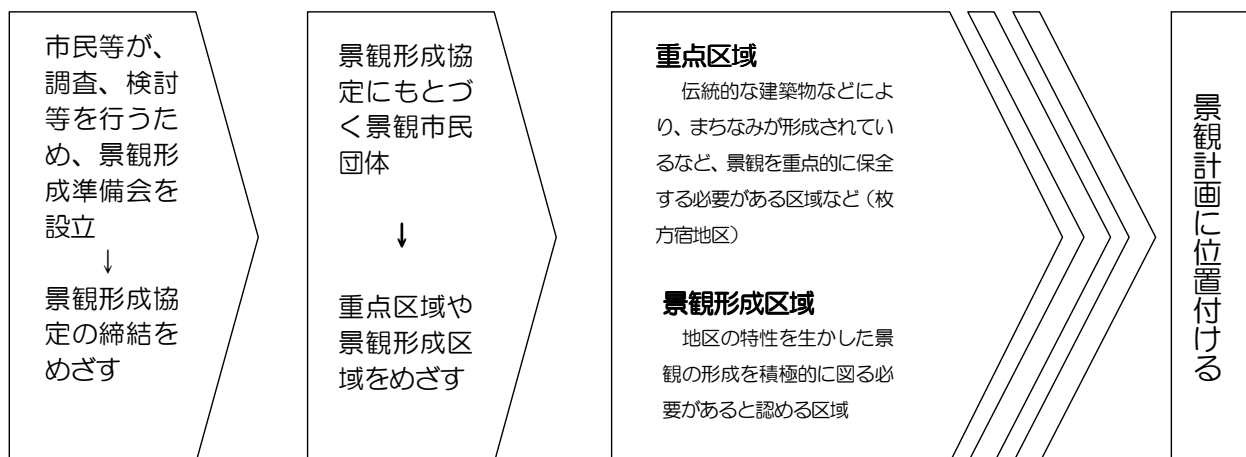 市民等が、
調査、検討
等を行うた
め、景観形
成準備会を
設立
↓
景観形成協
定の締結を
めざす
景観形成協
定にもとづ
く景観市民
団体
↓
重点区域や
景観形成区
域をめざす
重点区域
伝統的な建築物などによ
り、まちなみが形成されてい
るなど、景観を重点的に保全
する必要がある区域など（枚
方宿地区）
景観形成区域
地区の特性を生かした景
観の形成を積極的に図る必
要があると認める区域
景観計画に位置付ける